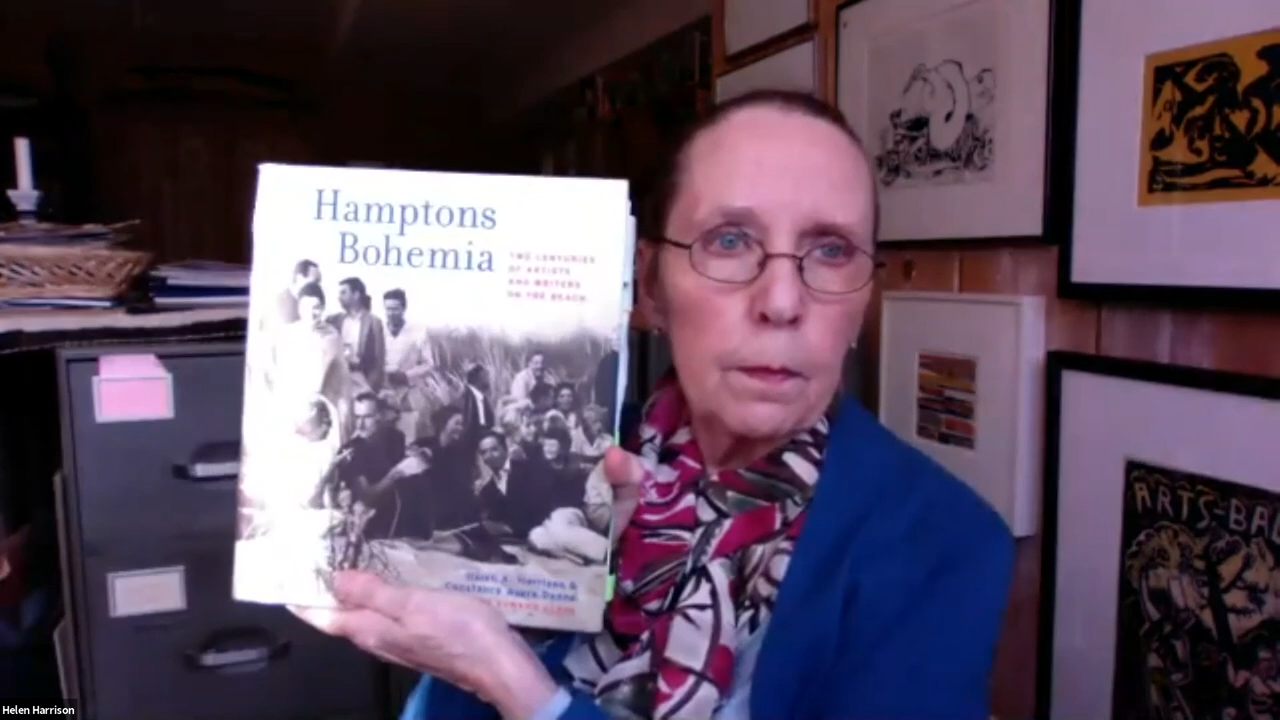 Hamptons
Bohemia
TWO CENTURIES
OF ARTISTS
AND WRITERS
ON THE BEACH
Helen A. Harrison &
Constance Ayers Denne
ARTS-BA
Helen Harrison